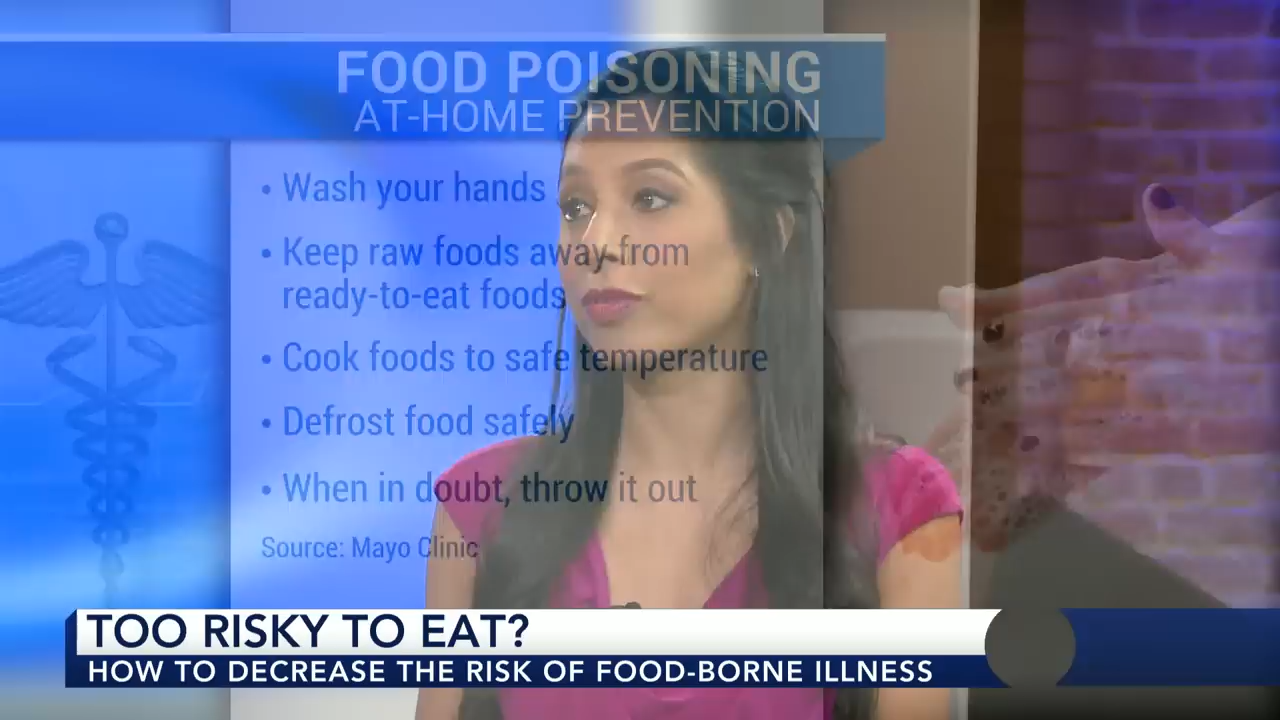 FOOD POISONING
AT-HOME PREVENTION
• Wash your hands
• Keep raw foods away from
ready-to-eat foods
• Cook foods to safe temperature
• Defrost food safely
• When in doubt, throw it out
Source: Mayo Clinic
TOO RISKY TO EAT?
HOW TO DECREASE THE RISK OF FOOD-BORNE ILLNESS